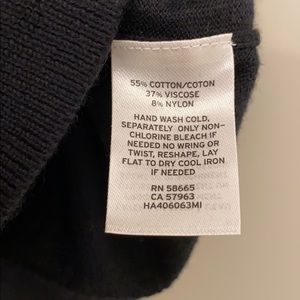 55% COTTON/COTON
37% VISCOSE
8% NYLON
HAND WASH COLD,
SEPARATELY ONLY NON-
CHLORINE BLEACH IF
NEEDED NO WRING OR
TWIST, RESHAPE, LAY
FLAT TO DRY COOL IRON
IF NEEDED
RN 58665
CA 57963
HA406063MI